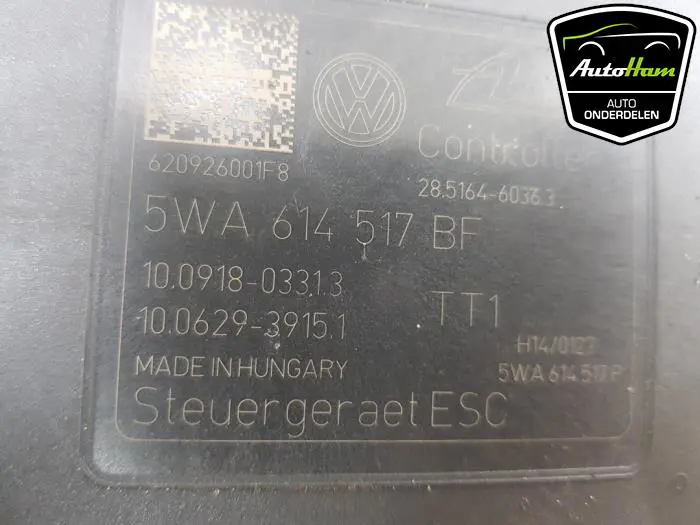 AutoHam
AUTO
ONDERDELEN
620926001F8
Controller
28.5164-6036.3
5WA 614 517 BF
10.0918-0331.3
10.0629-3915.1
TT1
H14/0127
MADE IN HUNGARY
5WA 614 517 P
Steuergeraet ESC